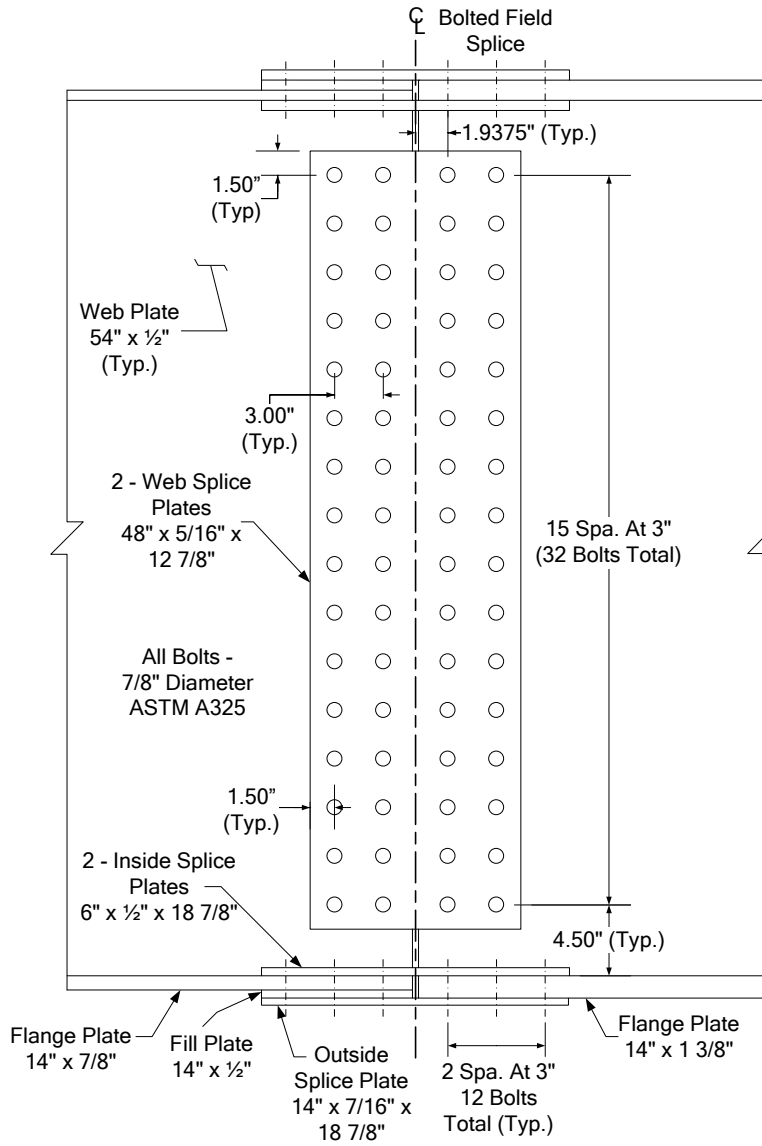 ℄ Bolted Field
Splice
1.9375" (Typ.)
1.50”
(Typ)
Web Plate
54" x ½"
(Typ.)
3.00"
(Typ.)
2 - Web Splice
Plates
48" x 5/16" x
12 7/8"
15 Spa. At 3"
(32 Bolts Total)
All Bolts -
7/8" Diameter
ASTM A325
1.50”
(Typ.)
2 - Inside Splice
Plates
6" x ½" x 18 7/8"
4.50" (Typ.)
Flange Plate
14" x 7/8"
Fill Plate
14" x ½"
Outside
Splice Plate
14" x 7/16" x
18 7/8"
2 Spa. At 3"
12 Bolts
Total (Typ.)
Flange Plate
14" x 1 3/8"